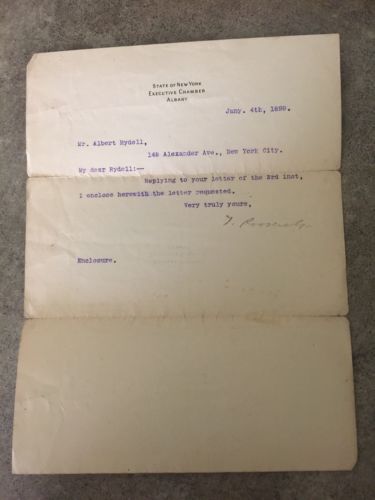 STATE OF NEW YORK
EXECUTIVE CHAMBER
ALBANY
Jany. 4th, 1899.
Mr. Albert Rydell,
148 Alexander Ave., New York City.
My dear Rydell:--
Replying to your letter of the 3rd inst,
I enclose herewith the letter requested.
Very truly yours,
T. Roosevelt
Enclosure.